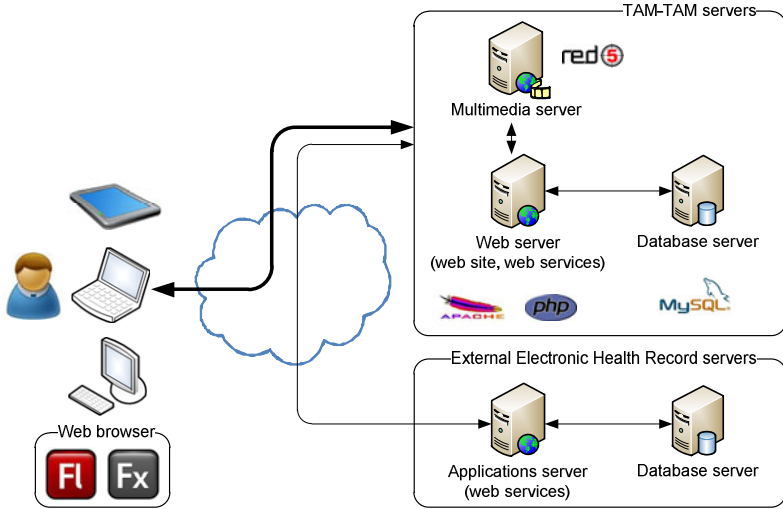 TAM-TAM servers
red5
Multimedia server
Web server
(web site, web services)
Database server
APACHE
php
MySQL
External Electronic Health Record servers
Applications server
(web services)
Database server
Web browser
Fl
Fx